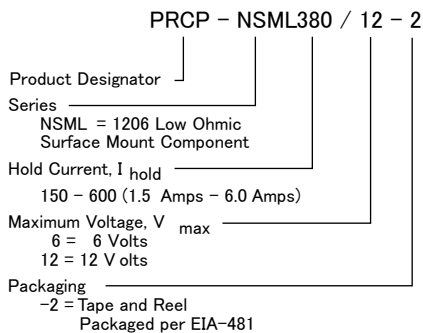 PRCP - NSML380 / 12 - 2
Product Designator
Series
NSML = 1206 Low Ohmic
Surface Mount Component
Hold Current, I hold
150 - 600 (1.5 Amps - 6.0 Amps)
Maximum Voltage, V max
6 = 6 Volts
12 = 12 V olts
Packaging
-2 = Tape and Reel
Packaged per EIA-481